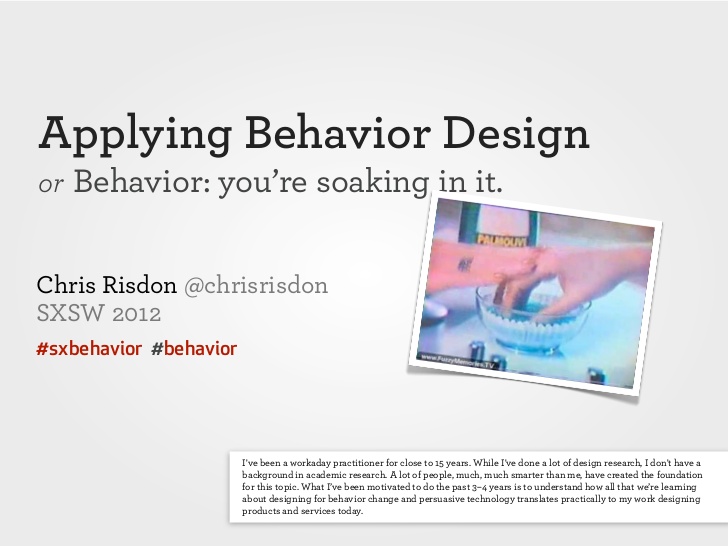 Applying Behavior Design
or Behavior: you're soaking in it.
PALMOLIVE
Chris Risdon @chrisrisdon
SXSW 2012
#sxbehavior #behavior
www.FuzzyMemories.TV
I've been a workaday practitioner for close to 15 years. While I've done a lot of design research, I don't have a
background in academic research. A lot of people, much, much smarter than me, have created the foundation
for this topic. What I've been motivated to do the past 3–4 years is to understand how all that we're learning
about designing for behavior change and persuasive technology translates practically to my work designing
products and services today.